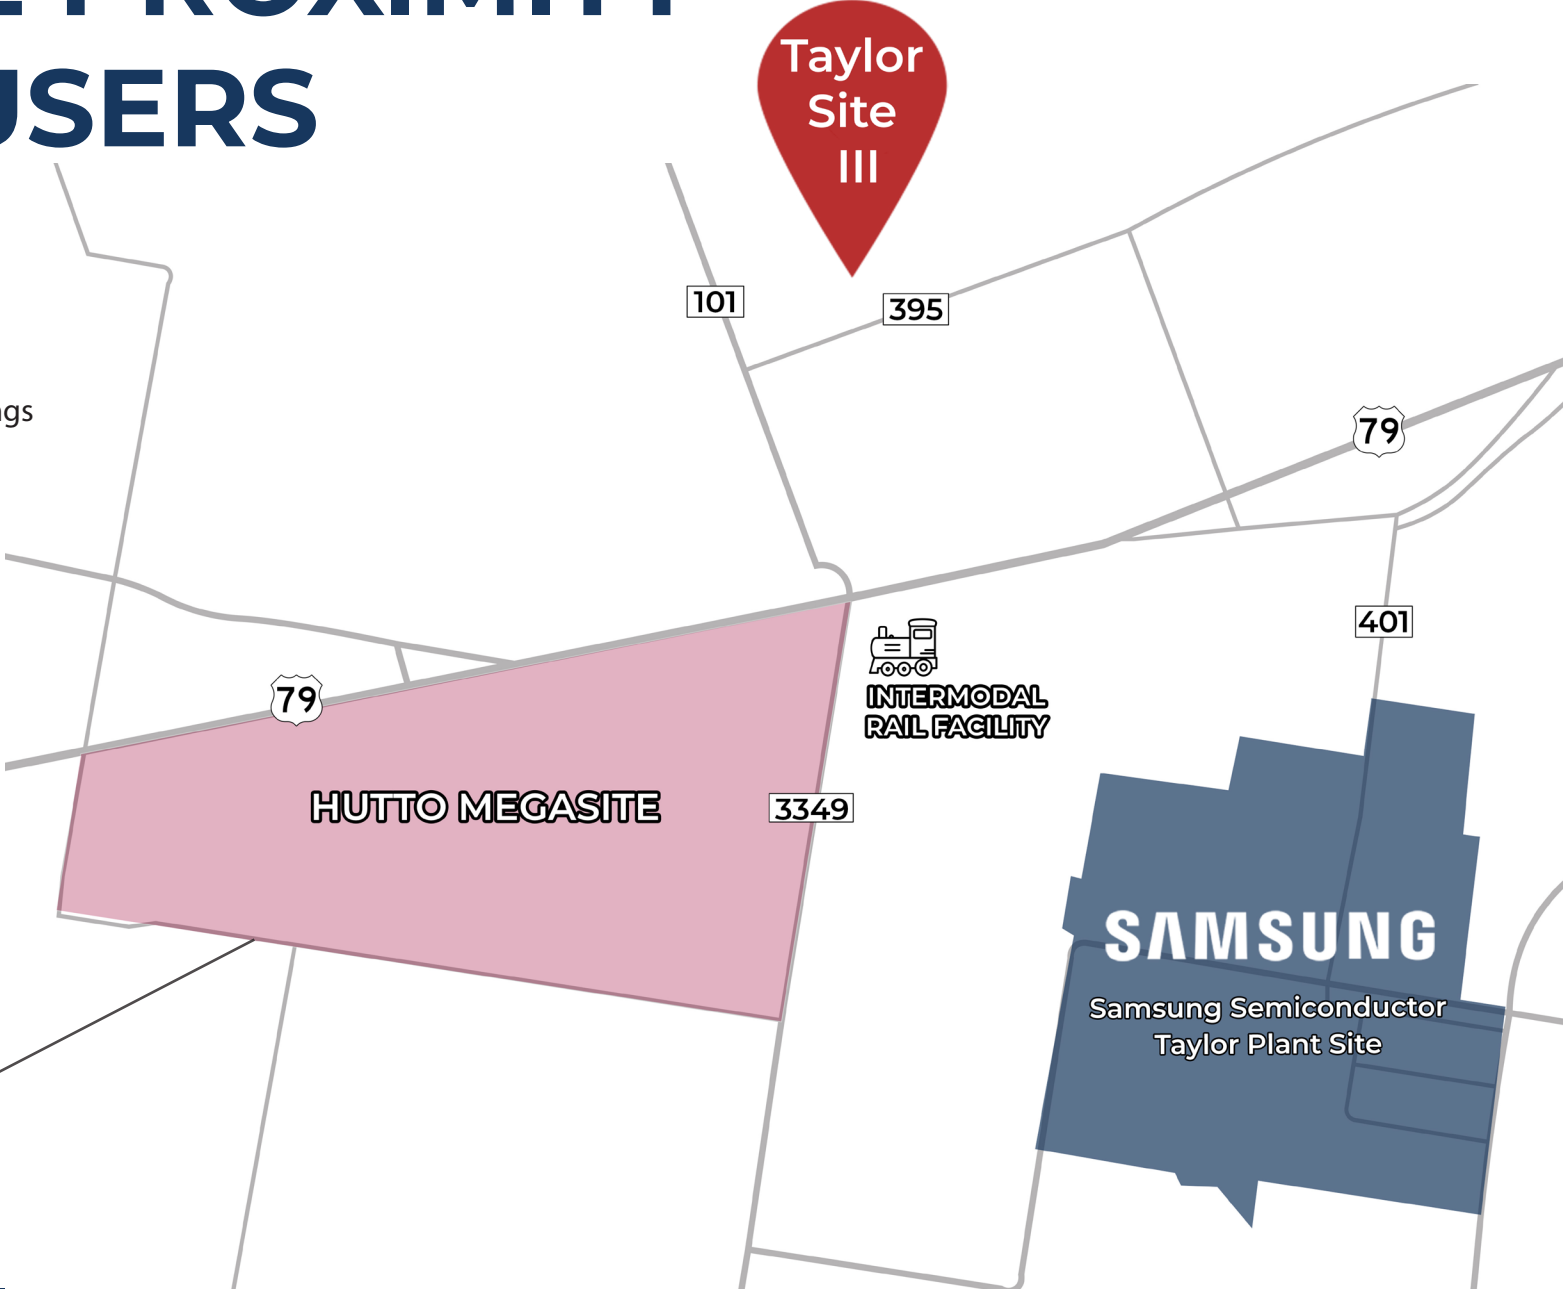 PROXIMITY
USERS
Taylor
Site
III
101
395
79
401
79
INTERMODAL
RAIL FACILITY
HUTTO MEGASITE
3349
SAMSUNG
Samsung Semiconductor
Taylor Plant Site